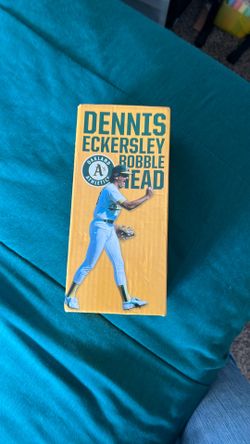 DENNIS
ECKERSLEY
BOBBLE
HEAD
OAKLAND
A's
ATHLETICS